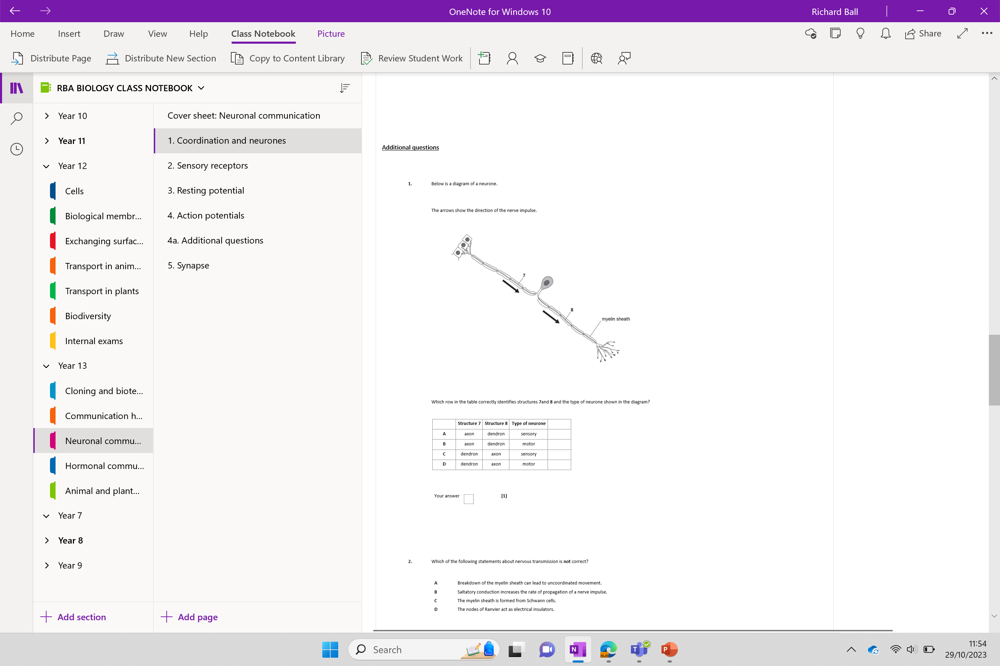 OneNote for Windows 10
Richard Ball
Home Insert Draw View Help Class Notebook Picture
Share
Distribute Page Distribute New Section Copy to Content Library Review Student Work
RBA BIOLOGY CLASS NOTEBOOK
Year 10
Year 11
Year 12
Cells
Biological membr...
Exchanging surfac...
Transport in anim...
Transport in plants
Biodiversity
Internal exams
Year 13
Cloning and biote...
Communication h...
Neuronal commu...
Hormonal commu...
Animal and plant...
Year 7
Year 8
Year 9
Add section
Cover sheet: Neuronal communication
1. Coordination and neurones
2. Sensory receptors
3. Resting potential
4. Action potentials
4a. Additional questions
5. Synapse
Add page
Additional questions
1. Below is a diagram of a neurone.
The arrows show the direction of the nerve impulse.
7
8
myelin sheath
Which row in the table correctly identifies structures 7and 8 and the type of neurone shown in the diagram?
Structure 7 Structure 8 Type of neurone
A axon dendron sensory
B axon dendron motor
C dendron axon sensory
D dendron axon motor
Your answer [1]
2. Which of the following statements about nervous transmission is not correct?
A Breakdown of the myelin sheath can lead to uncoordinated movement.
B Saltatory conduction increases the rate of propagation of a nerve impulse.
C The myelin sheath is formed from Schwann cells.
D The nodes of Ranvier act as electrical insulators.
Search
N
T
P
11:54
29/10/2023